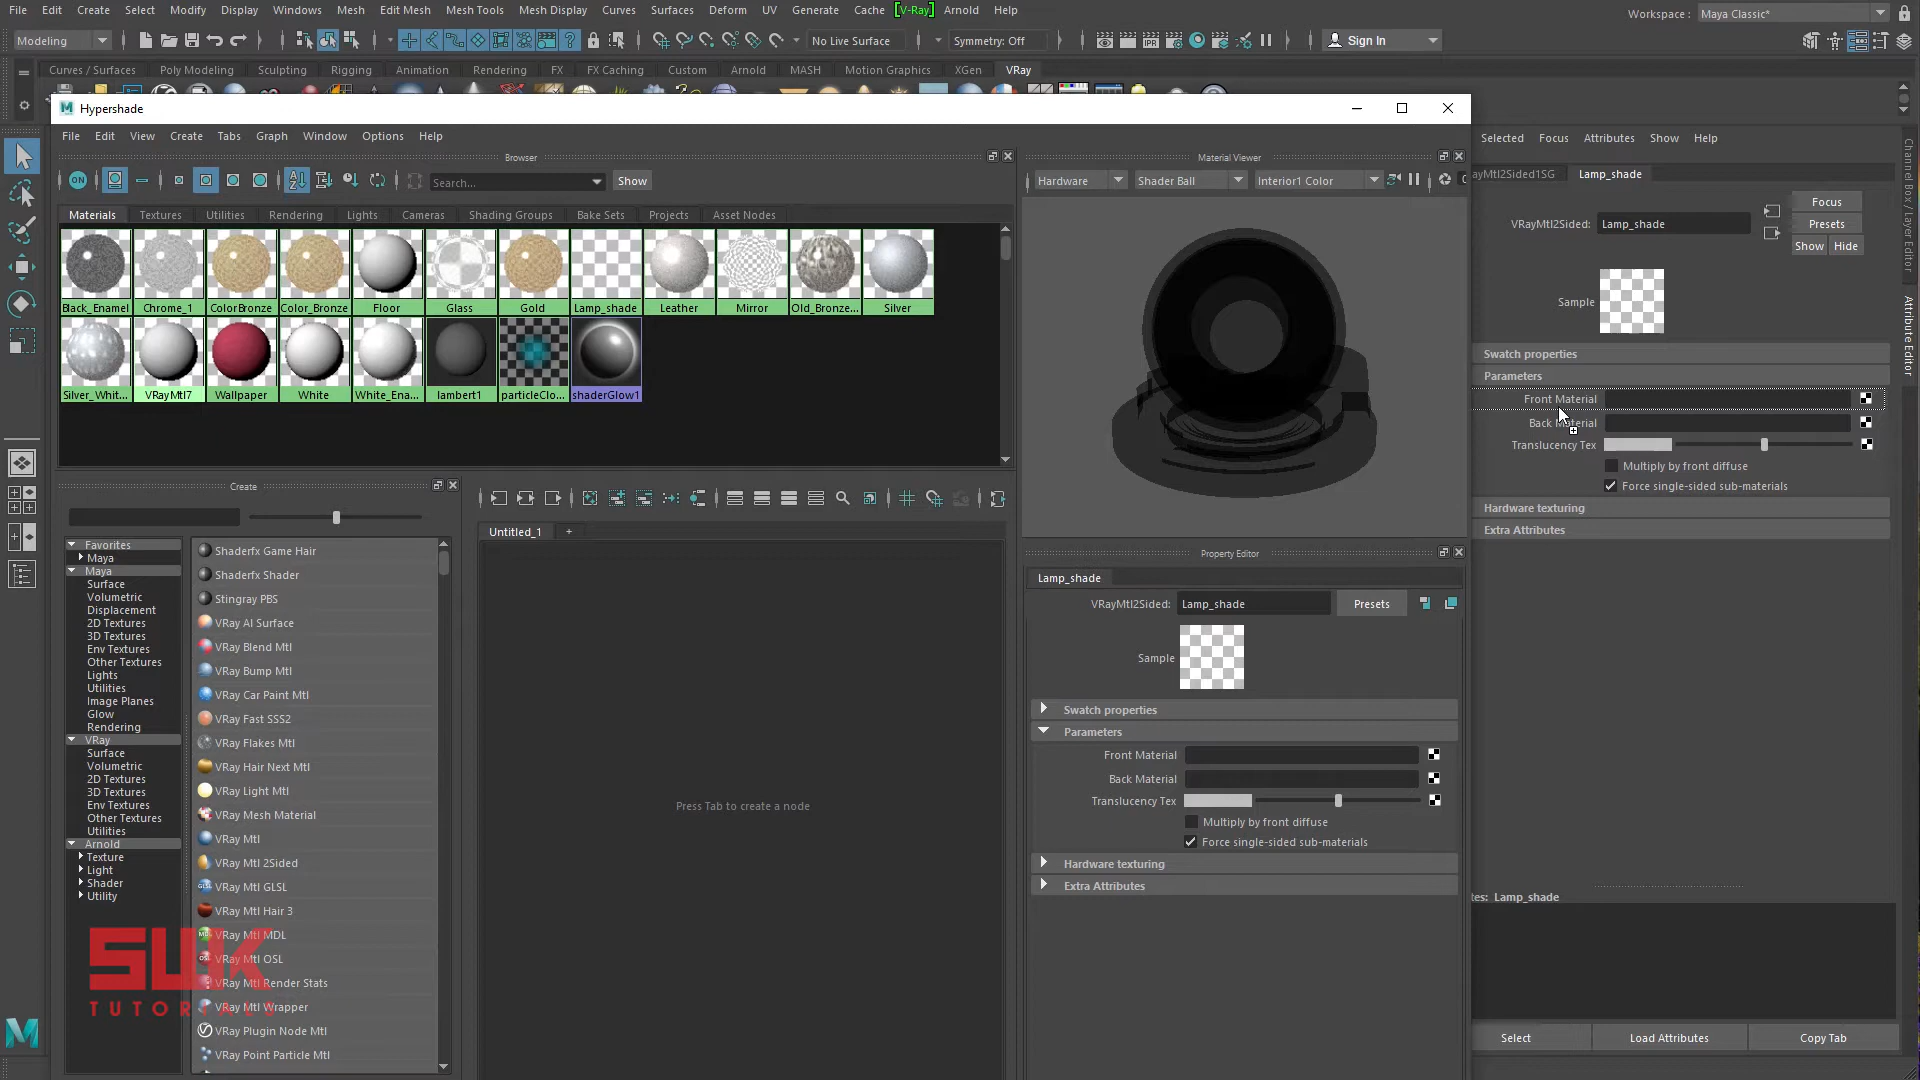 File Edit Create Select Modify Display Windows Mesh Edit Mesh Mesh Tools Mesh Display Curves Surfaces Deform UV Generate Cache [V-Ray] Arnold Help
Workspace : Maya Classic*
Modeling No Live Surface Symmetry: Off Sign In
Curves / Surfaces Poly Modeling Sculpting Rigging Animation Rendering FX FX Caching Custom Arnold MASH Motion Graphics XGen VRay
Hypershade
File Edit View Create Tabs Graph Window Options Help
Browser
ON Search... Show
Materials Textures Utilities Rendering Lights Cameras Shading Groups Bake Sets Projects Asset Nodes
Black_Enamel Chrome_1 ColorBronze Color_Bronze Floor Glass Gold Lamp_shade Leather Mirror Old_Bronze... Silver
Silver_Whit... VRayMtl7 Wallpaper White White_Ena... lambert1 particleClo... shaderGlow1
Material Viewer
Hardware Shader Ball Interior1 Color
Create
Favorites
Maya
Maya
Surface
Volumetric
Displacement
2D Textures
3D Textures
Env Textures
Other Textures
Lights
Utilities
Image Planes
Glow
Rendering
VRay
Surface
Volumetric
2D Textures
3D Textures
Env Textures
Other Textures
Utilities
Arnold
Texture
Light
Shader
Utility
Shaderfx Game Hair
Shaderfx Shader
Stingray PBS
VRay Al Surface
VRay Blend Mtl
VRay Bump Mtl
VRay Car Paint Mtl
VRay Fast SSS2
VRay Flakes Mtl
VRay Hair Next Mtl
VRay Light Mtl
VRay Mesh Material
VRay Mtl
VRay Mtl 2Sided
VRay Mtl GLSL
VRay Mtl Hair 3
VRay Mtl MDL
VRay Mtl OSL
VRay Mtl Render Stats
VRay Mtl Wrapper
VRay Plugin Node Mtl
VRay Point Particle Mtl
SUK
TUTORIALS
Untitled_1 +
Press Tab to create a node
Property Editor
Lamp_shade
VRayMtl2Sided: Lamp_shade Presets
Sample
Swatch properties
Parameters
Front Material
Back Material
Translucency Tex
Multiply by front diffuse
Force single-sided sub-materials
Hardware texturing
Extra Attributes
Selected Focus Attributes Show Help
ayMtl2Sided1SG Lamp_shade
Focus
VRayMtl2Sided: Lamp_shade Presets
Show Hide
Sample
Swatch properties
Parameters
Front Material
Back Material
Translucency Tex
Multiply by front diffuse
Force single-sided sub-materials
Hardware texturing
Extra Attributes
tes: Lamp_shade
Select Load Attributes Copy Tab
Channel Box / Layer Editor
Attribute Editor